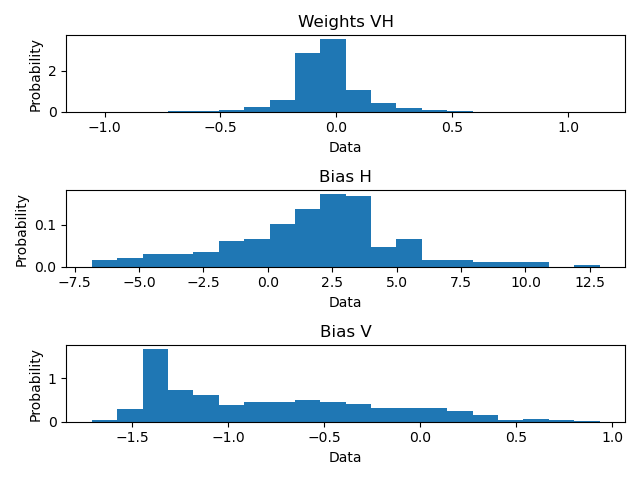 Weights VH
Probability
2
0
−1.0 −0.5 0.0 0.5 1.0
Data
Bias H
Probability
0.1
0.0
−7.5 −5.0 −2.5 0.0 2.5 5.0 7.5 10.0 12.5
Data
Bias V
Probability
1
0
−1.5 −1.0 −0.5 0.0 0.5 1.0
Data